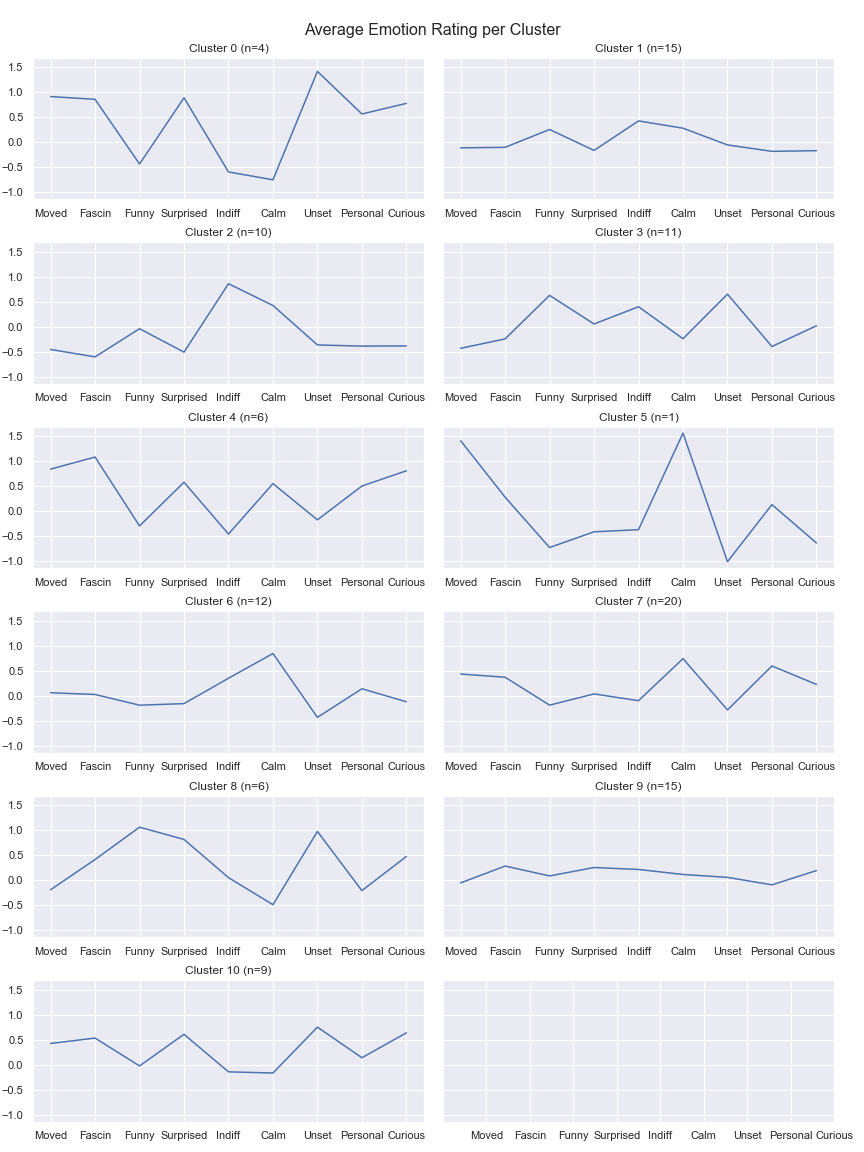 Average Emotion Rating per Cluster
Cluster 0 (n=4)
1.5
1.0
0.5
0.0
−0.5
−1.0
Moved Fascin Funny Surprised Indiff Calm Unset Personal Curious
Cluster 1 (n=15)
Moved Fascin Funny Surprised Indiff Calm Unset Personal Curious
Cluster 2 (n=10)
1.5
1.0
0.5
0.0
−0.5
−1.0
Moved Fascin Funny Surprised Indiff Calm Unset Personal Curious
Cluster 3 (n=11)
Moved Fascin Funny Surprised Indiff Calm Unset Personal Curious
Cluster 4 (n=6)
1.5
1.0
0.5
0.0
−0.5
−1.0
Moved Fascin Funny Surprised Indiff Calm Unset Personal Curious
Cluster 5 (n=1)
Moved Fascin Funny Surprised Indiff Calm Unset Personal Curious
Cluster 6 (n=12)
1.5
1.0
0.5
0.0
−0.5
−1.0
Moved Fascin Funny Surprised Indiff Calm Unset Personal Curious
Cluster 7 (n=20)
Moved Fascin Funny Surprised Indiff Calm Unset Personal Curious
Cluster 8 (n=6)
1.5
1.0
0.5
0.0
−0.5
−1.0
Moved Fascin Funny Surprised Indiff Calm Unset Personal Curious
Cluster 9 (n=15)
Moved Fascin Funny Surprised Indiff Calm Unset Personal Curious
Cluster 10 (n=9)
1.5
1.0
0.5
0.0
−0.5
−1.0
Moved Fascin Funny Surprised Indiff Calm Unset Personal Curious
Moved Fascin Funny Surprised Indiff Calm Unset Personal Curious